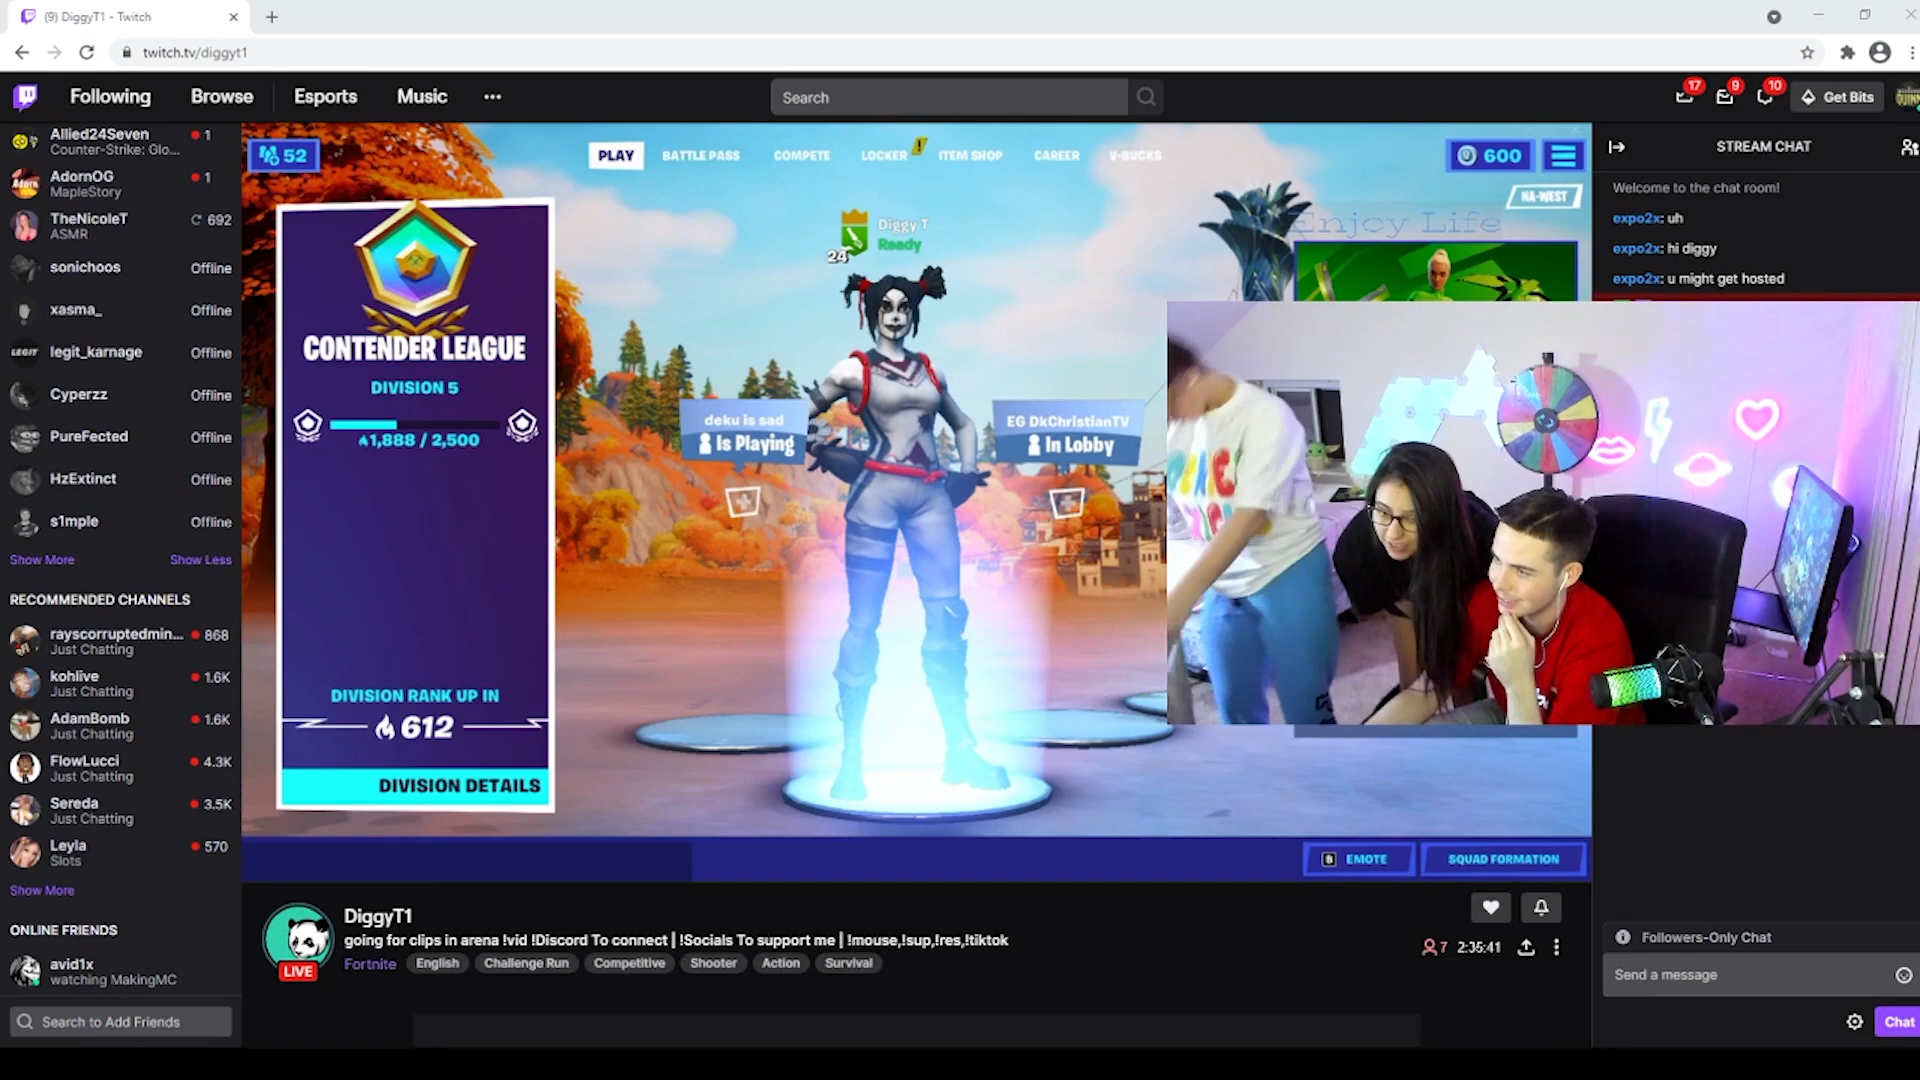 (9) DiggyT1 - Twitch
twitch.tv/diggyt1
Following
Browse
Esports
Music
Search
17
9
10
Get Bits
Allied24Seven
1
Counter-Strike: Glo...
AdornOG
1
MapleStory
TheNicoleT
692
ASMR
sonichoos
Offline
xasma_
Offline
legit_karnage
Offline
Cyperzz
Offline
PureFected
Offline
HzExtinct
Offline
s1mple
Offline
Show More
Show Less
RECOMMENDED CHANNELS
rayscorruptedmin...
868
Just Chatting
kohlive
1.6K
Just Chatting
AdamBomb
1.6K
Just Chatting
FlowLucci
4.3K
Just Chatting
Sereda
3.5K
Just Chatting
Leyla
570
Slots
Show More
ONLINE FRIENDS
avid1x
watching MakingMC
Search to Add Friends
52
PLAY
BATTLE PASS
COMPETE
LOCKER
!
ITEM SHOP
CAREER
V-BUCKS
600
NA-WEST
Enjoy Life
Diggy T
Ready
24
CONTENDER LEAGUE
DIVISION 5
1,888 / 2,500
DIVISION RANK UP IN
612
DIVISION DETAILS
deku is sad
Is Playing
EG DkChristianTV
In Lobby
EMOTE
SQUAD FORMATION
DiggyT1
going for clips in arena !vid !Discord To connect | !Socials To support me | !mouse,!sup,!res,!tiktok
LIVE
Fortnite
English
Challenge Run
Competitive
Shooter
Action
Survival
7
2:35:41
STREAM CHAT
Welcome to the chat room!
expo2x: uh
expo2x: hi diggy
expo2x: u might get hosted
Followers-Only Chat
Send a message
Chat